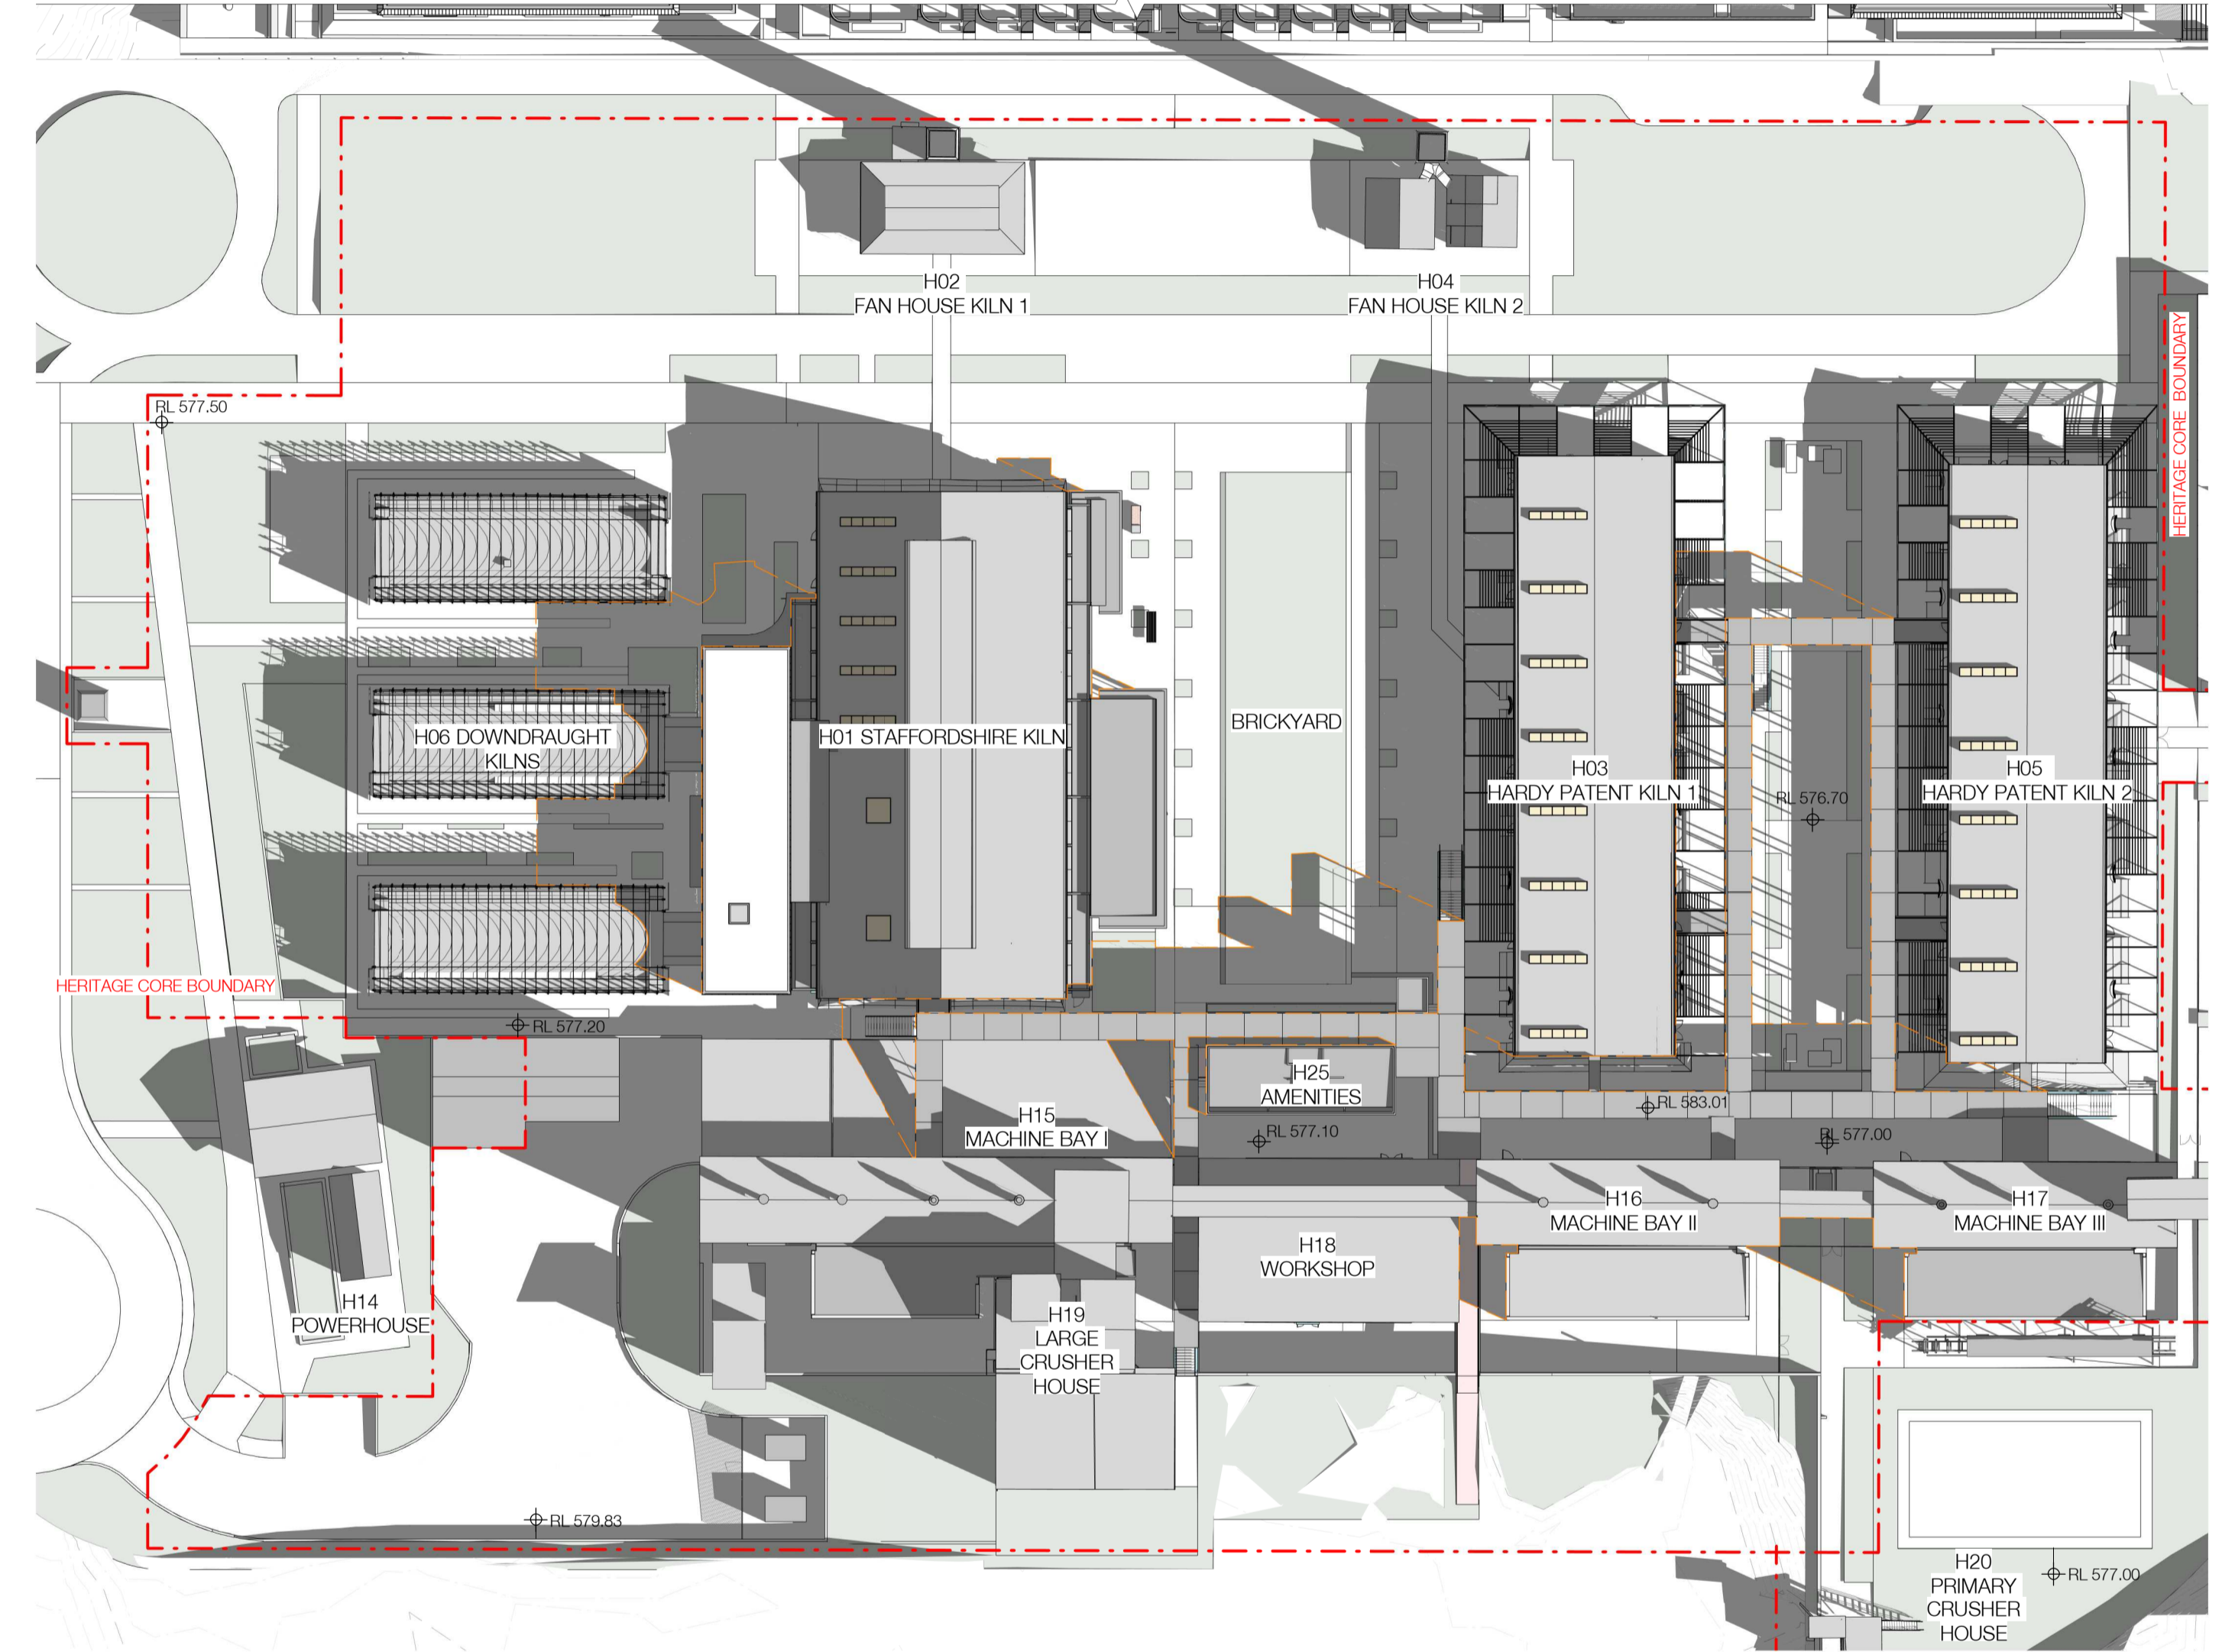 H02
FAN HOUSE KILN 1
H04
FAN HOUSE KILN 2
HERITAGE CORE BOUNDARY
RL 577.50
H06 DOWNDRAUGHT
KILNS
H01 STAFFORDSHIRE KILN
BRICKYARD
H03
HARDY PATENT KILN 1
RL 576.70
H05
HARDY PATENT KILN 2
HERITAGE CORE BOUNDARY
RL 577.20
H15
MACHINE BAY I
H25
AMENITIES
RL 577.10
RL 583.01
RL 577.00
H14
POWERHOUSE
H19
LARGE
CRUSHER
HOUSE
H18
WORKSHOP
H16
MACHINE BAY II
H17
MACHINE BAY III
RL 579.83
H20
PRIMARY
CRUSHER
HOUSE
RL 577.00